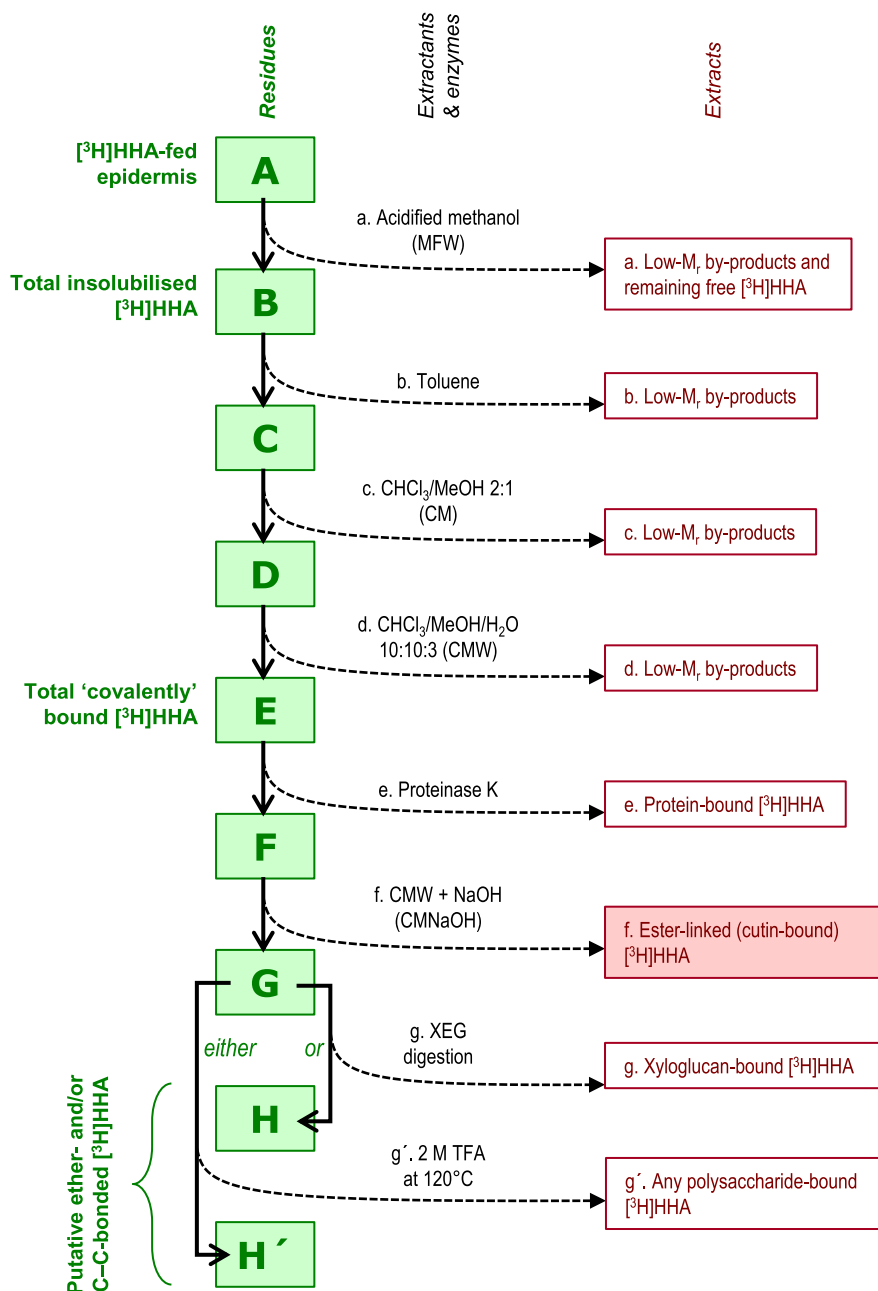 Residues
Extractants
& enzymes
Extracts
[³H]HHA-fed
epidermis
A
a. Acidified methanol
(MFW)
a. Low-Mᵣ by-products and
remaining free [³H]HHA
Total insolubilised
[³H]HHA
B
b. Toluene
b. Low-Mᵣ by-products
C
c. CHCl₃/MeOH 2:1
(CM)
c. Low-Mᵣ by-products
D
d. CHCl₃/MeOH/H₂O
10:10:3 (CMW)
d. Low-Mᵣ by-products
Total ‘covalently’
bound [³H]HHA
E
e. Proteinase K
e. Protein-bound [³H]HHA
F
f. CMW + NaOH
(CMNaOH)
f. Ester-linked (cutin-bound)
[³H]HHA
G
either or
g. XEG
digestion
g. Xyloglucan-bound [³H]HHA
H
Putative ether- and/or
C–C-bonded [³H]HHA
g´. 2 M TFA
at 120°C
g´. Any polysaccharide-bound
[³H]HHA
H´